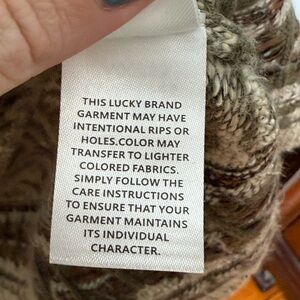 THIS LUCKY BRAND
GARMENT MAY HAVE
INTENTIONAL RIPS OR
HOLES.COLOR MAY
TRANSFER TO LIGHTER
COLORED FABRICS.
SIMPLY FOLLOW THE
CARE INSTRUCTIONS
TO ENSURE THAT YOUR
GARMENT MAINTAINS
ITS INDIVIDUAL
CHARACTER.